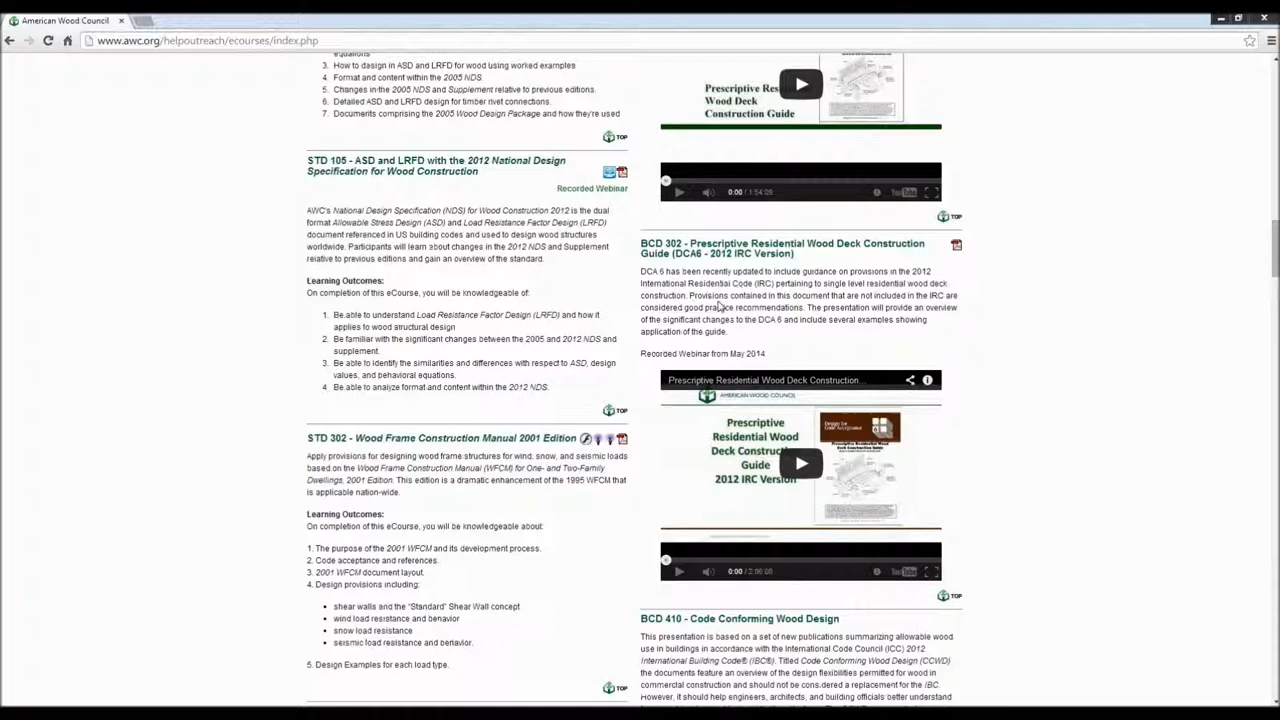 American Wood Council
www.awc.org/helpoutreach/ecourses/index.php
equations
3. How to design in ASD and LRFD for wood using worked examples
4. Format and content within the 2005 NDS.
5. Changes in the 2005 NDS and Supplement relative to previous editions.
6. Detailed ASD and LRFD design for timber rivet connections.
7. Documents comprising the 2005 Wood Design Package and how they're used
TOP
STD 105 - ASD and LRFD with the 2012 National Design
Specification for Wood Construction
Recorded Webinar
AWC's National Design Specification (NDS) for Wood Construction 2012 is the dual
format Allowable Stress Design (ASD) and Load Resistance Factor Design (LRFD)
document referenced in US building codes and used to design wood structures
worldwide. Participants will learn about changes in the 2012 NDS and Supplement
relative to previous editions and gain an overview of the standard.
Learning Outcomes:
On completion of this eCourse, you will be knowledgeable of:
1. Be able to understand Load Resistance Factor Design (LRFD) and how it
applies to wood structural design
2. Be familiar with the significant changes between the 2005 and 2012 NDS and
supplement.
3. Be able to identify the similarities and differences with respect to ASD, design
values, and behavioral equations.
4. Be able to analyze format and content within the 2012 NDS.
TOP
STD 302 - Wood Frame Construction Manual 2001 Edition
Apply provisions for designing wood frame structures for wind, snow, and seismic loads
based on the Wood Frame Construction Manual (WFCM) for One- and Two-Family
Dwellings, 2001 Edition. This edition is a dramatic enhancement of the 1995 WFCM that
is applicable nation-wide.
Learning Outcomes:
On completion of this eCourse, you will be knowledgeable about:
1. The purpose of the 2001 WFCM and its development process.
2. Code acceptance and references.
3. 2001 WFCM document layout.
4. Design provisions including:
• shear walls and the "Standard" Shear Wall concept
• wind load resistance and behavior
• snow load resistance
• seismic load resistance and behavior.
5. Design Examples for each load type.
TOP
Prescriptive Resi
Wood Deck
Construction Guide
0:00 / 1:54:09
YouTube
TOP
BCD 302 - Prescriptive Residential Wood Deck Construction
Guide (DCA6 - 2012 IRC Version)
DCA 6 has been recently updated to include guidance on provisions in the 2012
International Residential Code (IRC) pertaining to single level residential wood deck
construction. Provisions contained in this document that are not included in the IRC are
considered good practice recommendations. The presentation will provide an overview
of the significant changes to the DCA 6 and include several examples showing
application of the guide.
Recorded Webinar from May 2014
Prescriptive Residential Wood Deck Construction...
AMERICAN WOOD COUNCIL
Prescriptive
Residential Wood
Deck Construction
Guide
2012 IRC Version
0:00 / 2:06:08
YouTube
TOP
BCD 410 - Code Conforming Wood Design
This presentation is based on a set of new publications summarizing allowable wood
use in buildings in accordance with the International Code Council (ICC) 2012
International Building Code® (IBC®). Titled Code Conforming Wood Design (CCWD)
the documents feature an overview of the design flexibilities permitted for wood in
commercial construction and should not be considered a replacement for the IBC.
However, it should help engineers, architects, and building officials better understand